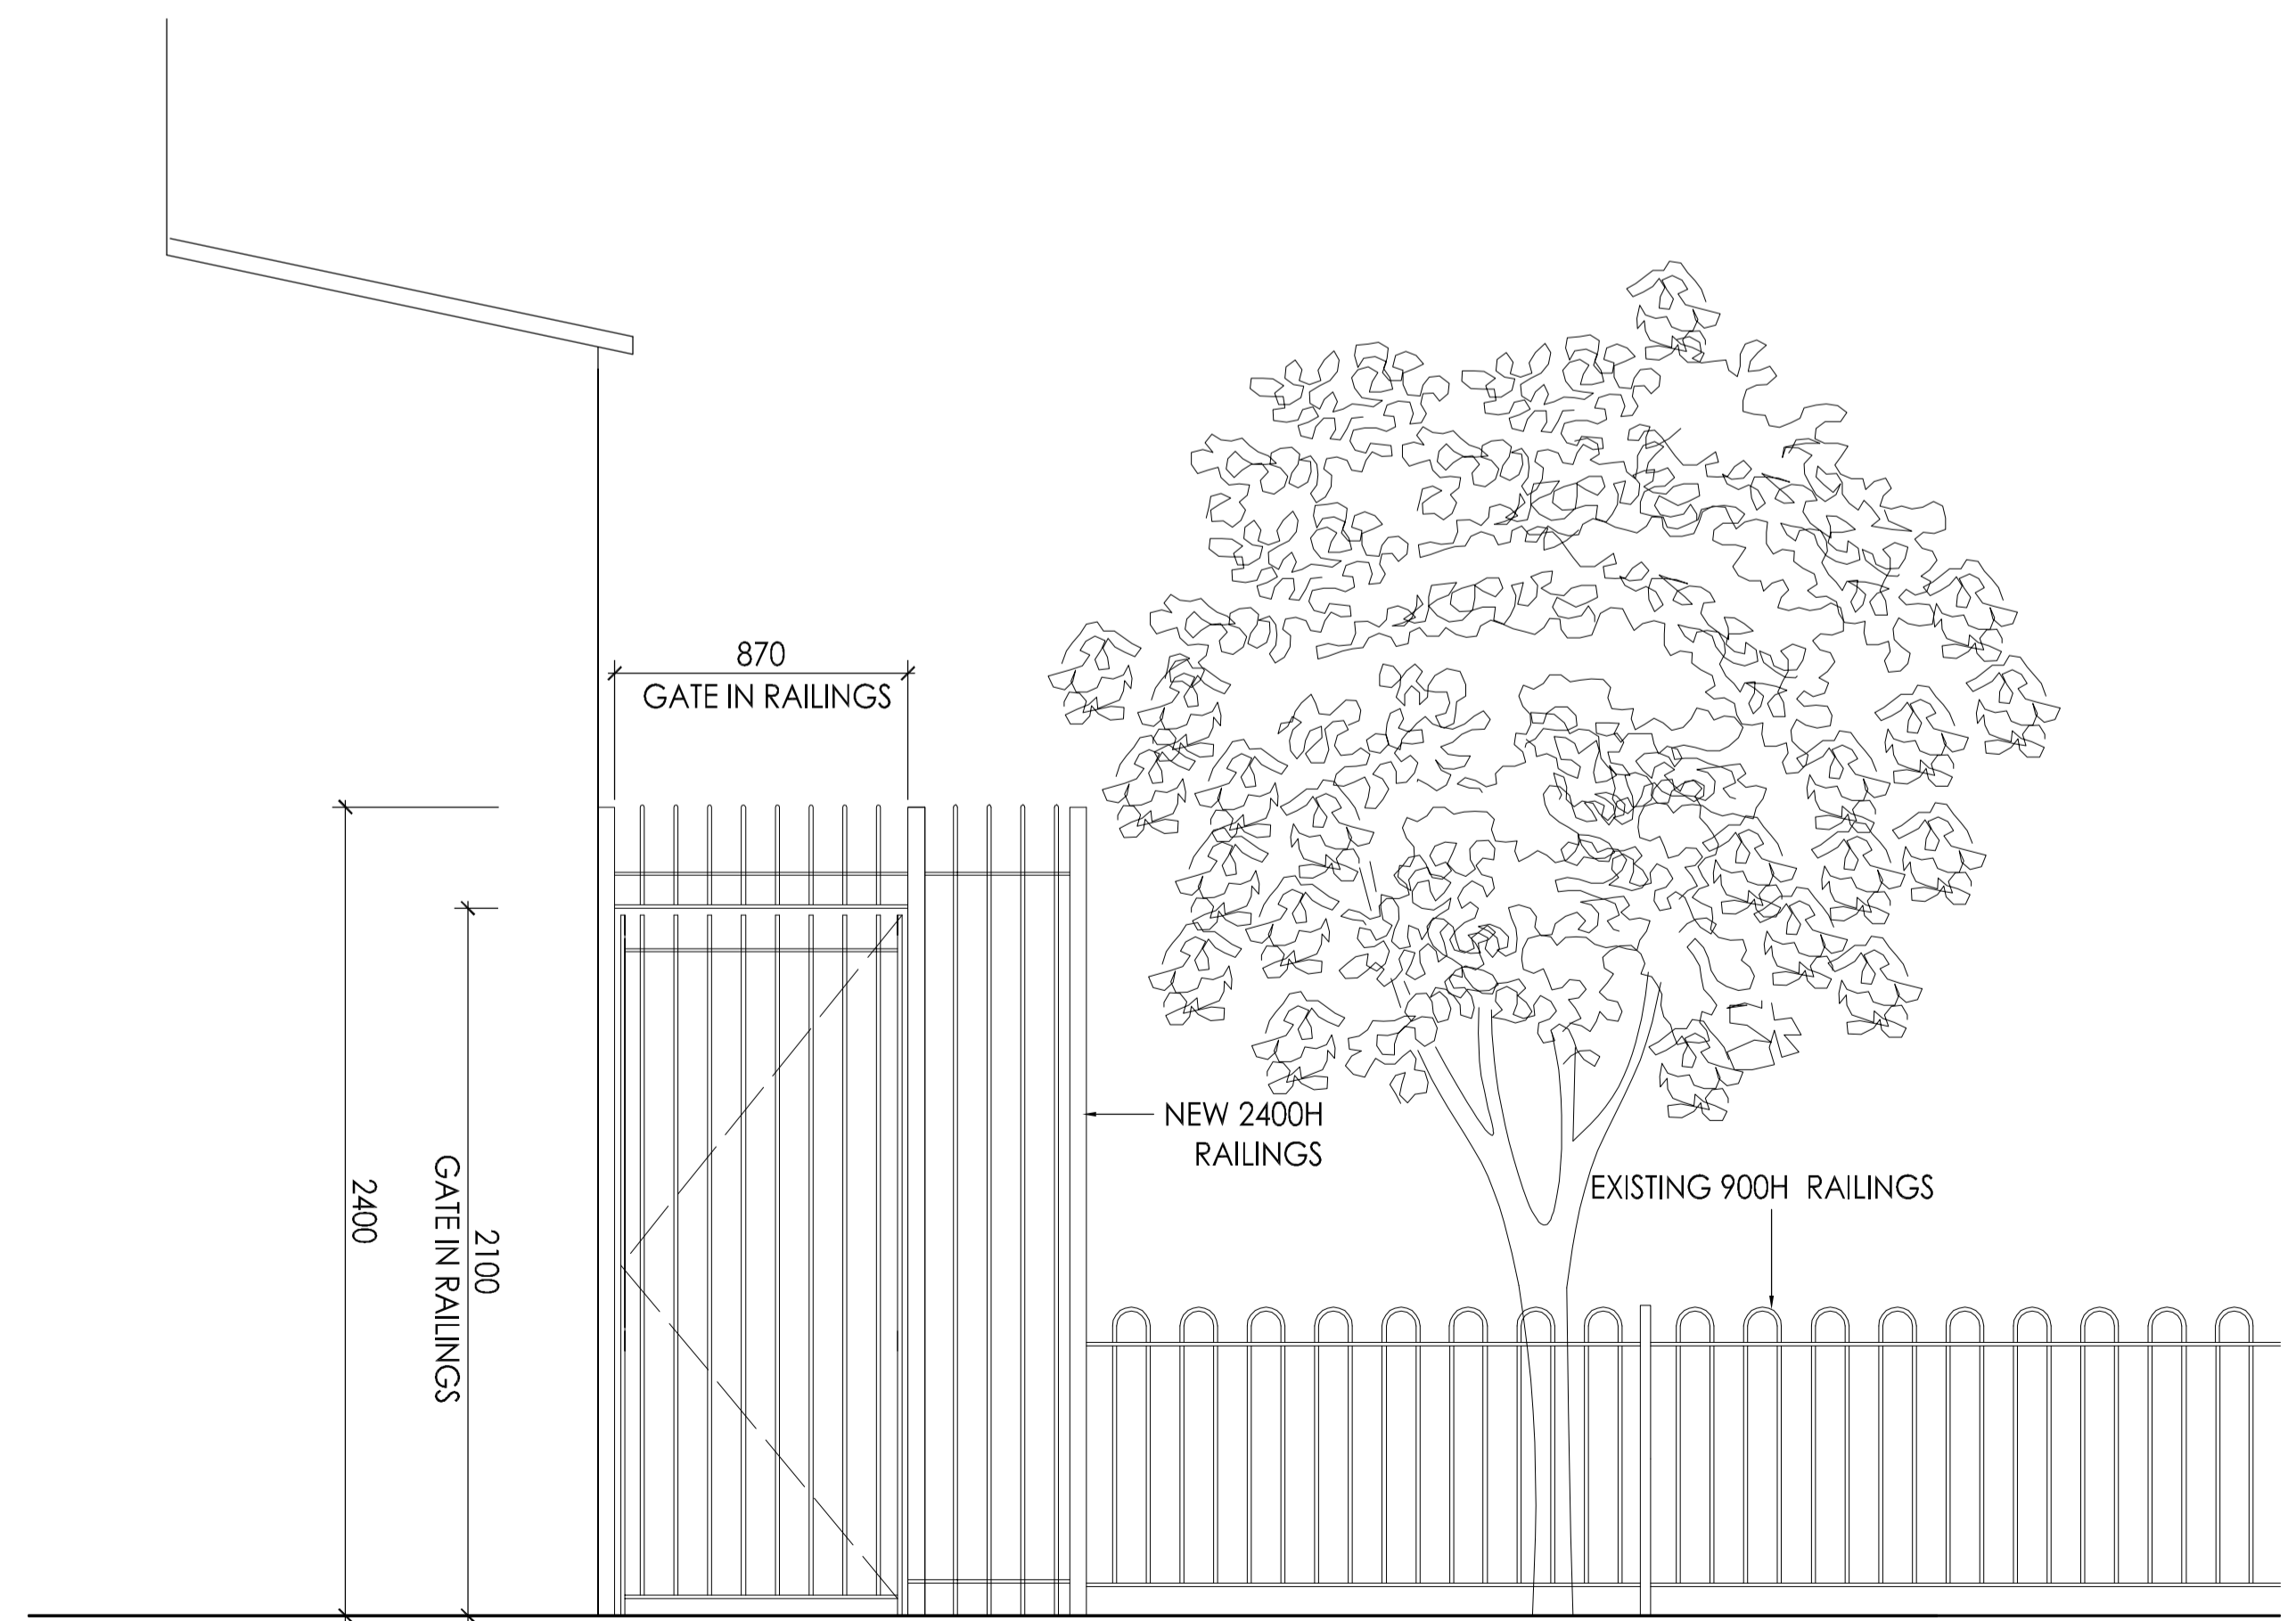 870
GATE IN RAILINGS
NEW 2400H
RAILINGS
EXISTING 900H RAILINGS
2400
2100
GATE IN RAILINGS